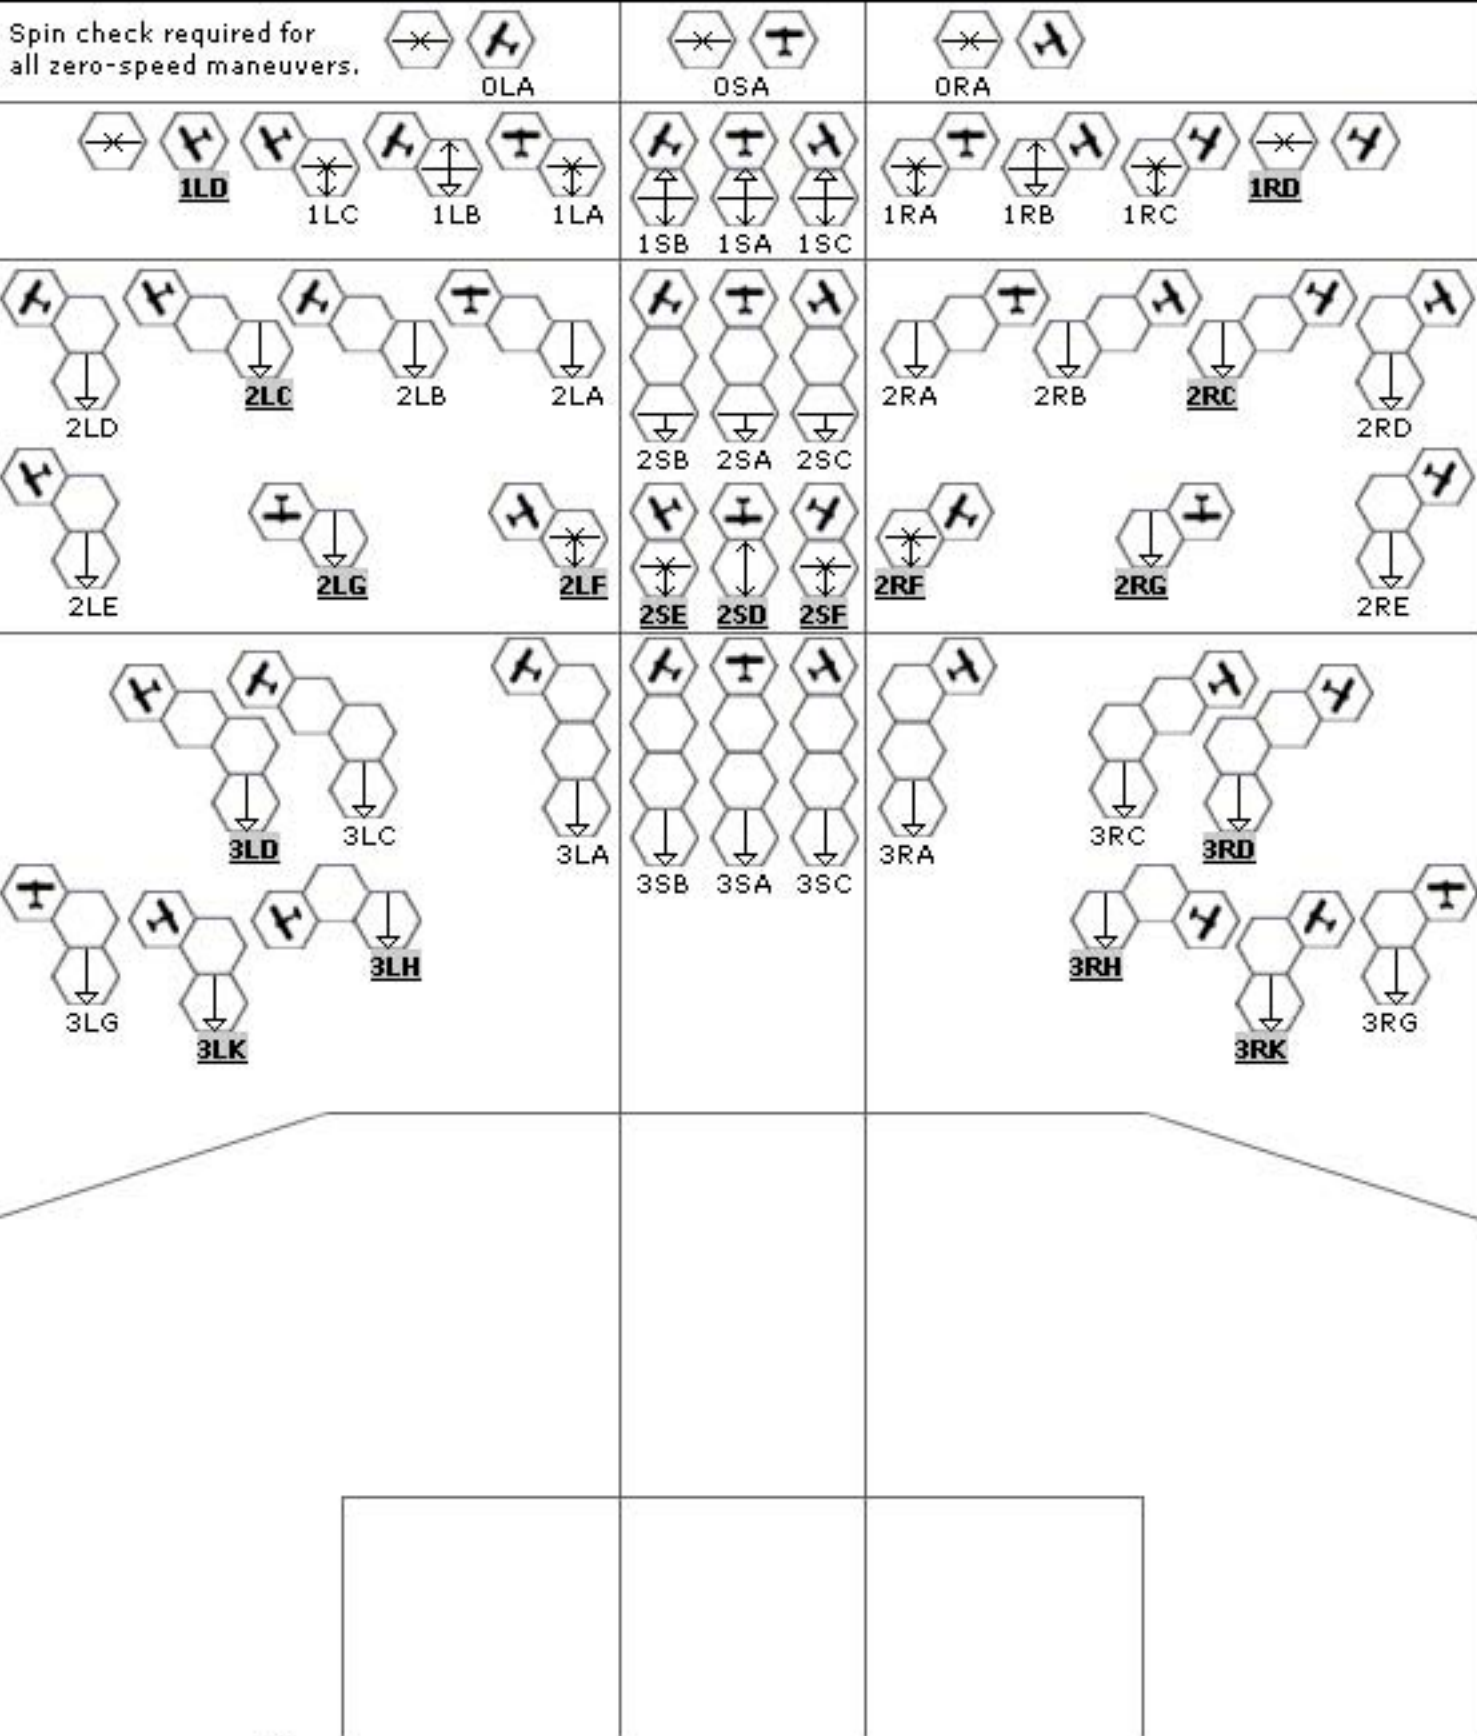 Spin check required for
all zero-speed maneuvers.
0LA
0SA
0RA
1LD
1LC
1LB
1LA
1SB
1SA
1SC
1RA
1RB
1RC
1RD
2LD
2LC
2LB
2LA
2SB
2SA
2SC
2RA
2RB
2RC
2RD
2LE
2LG
2LF
2SE
2SD
2SF
2RF
2RG
2RE
3LD
3LC
3LA
3SB
3SA
3SC
3RA
3RC
3RD
3LG
3LK
3LH
3RH
3RK
3RG